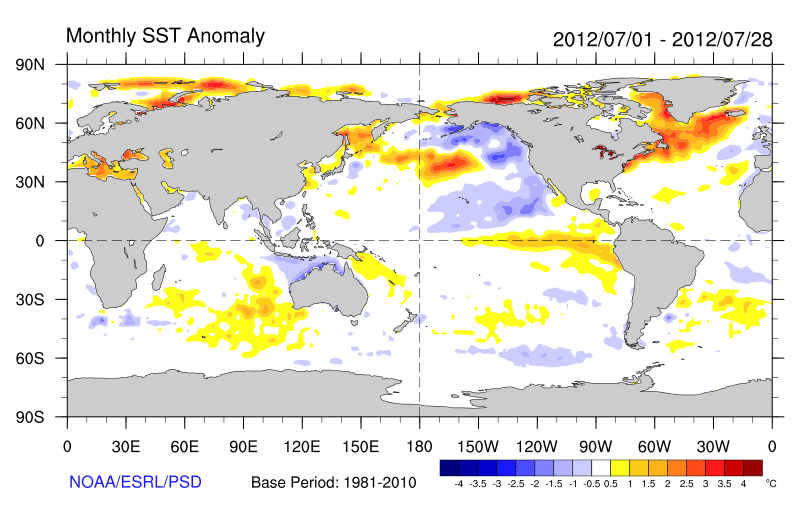 Monthly SST Anomaly
2012/07/01 - 2012/07/28
90N
60N
30N
0
30S
60S
90S
0 30E 60E 90E 120E 150E 180 150W 120W 90W 60W 30W 0
NOAA/ESRL/PSD
Base Period: 1981-2010
-4 -3.5 -3 -2.5 -2 -1.5 -1 -0.5 0.5 1 1.5 2 2.5 3 3.5 4 °C